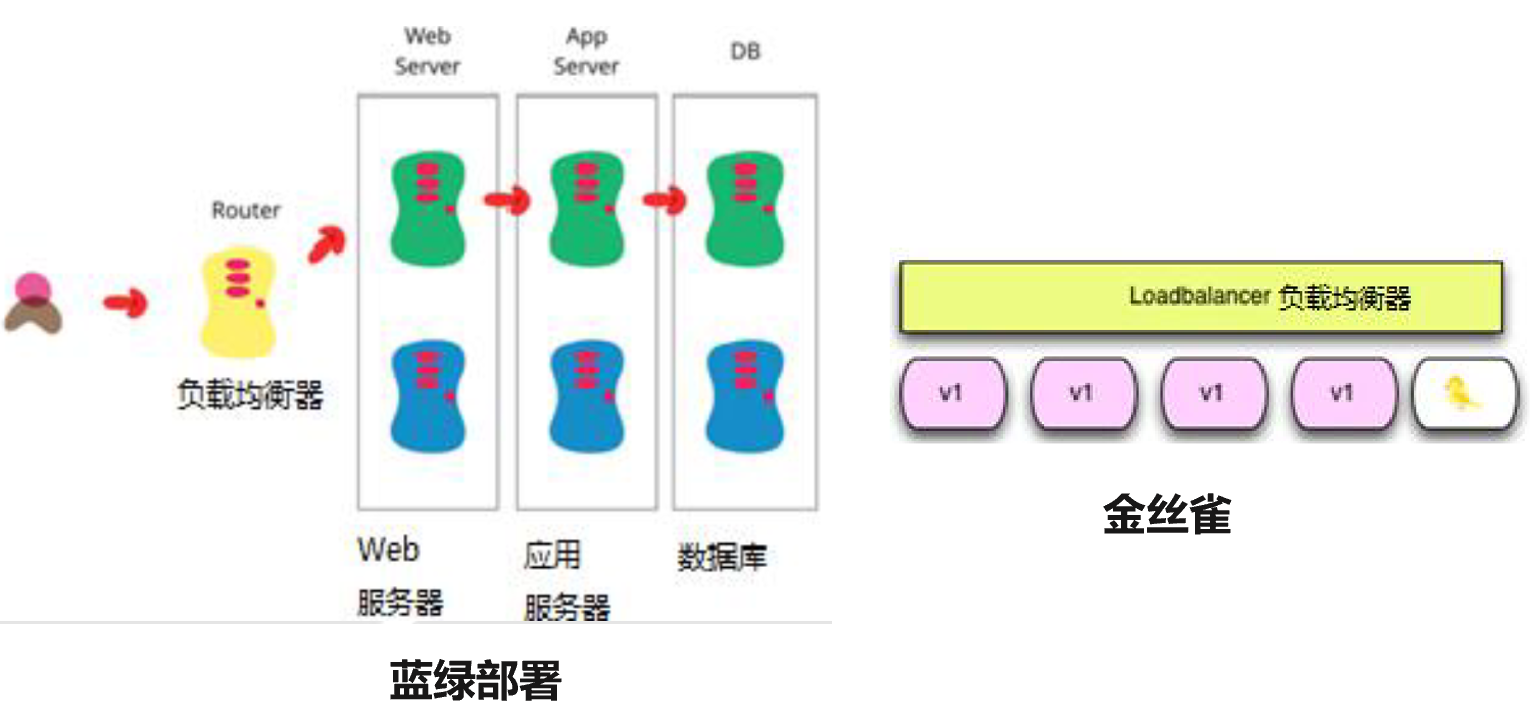 Web
Server
App
Server
DB
Router
负载均衡器
Web
服务器
应用
服务器
数据库
蓝绿部署
Loadbalancer 负载均衡器
v1
v1
v1
v1
金丝雀